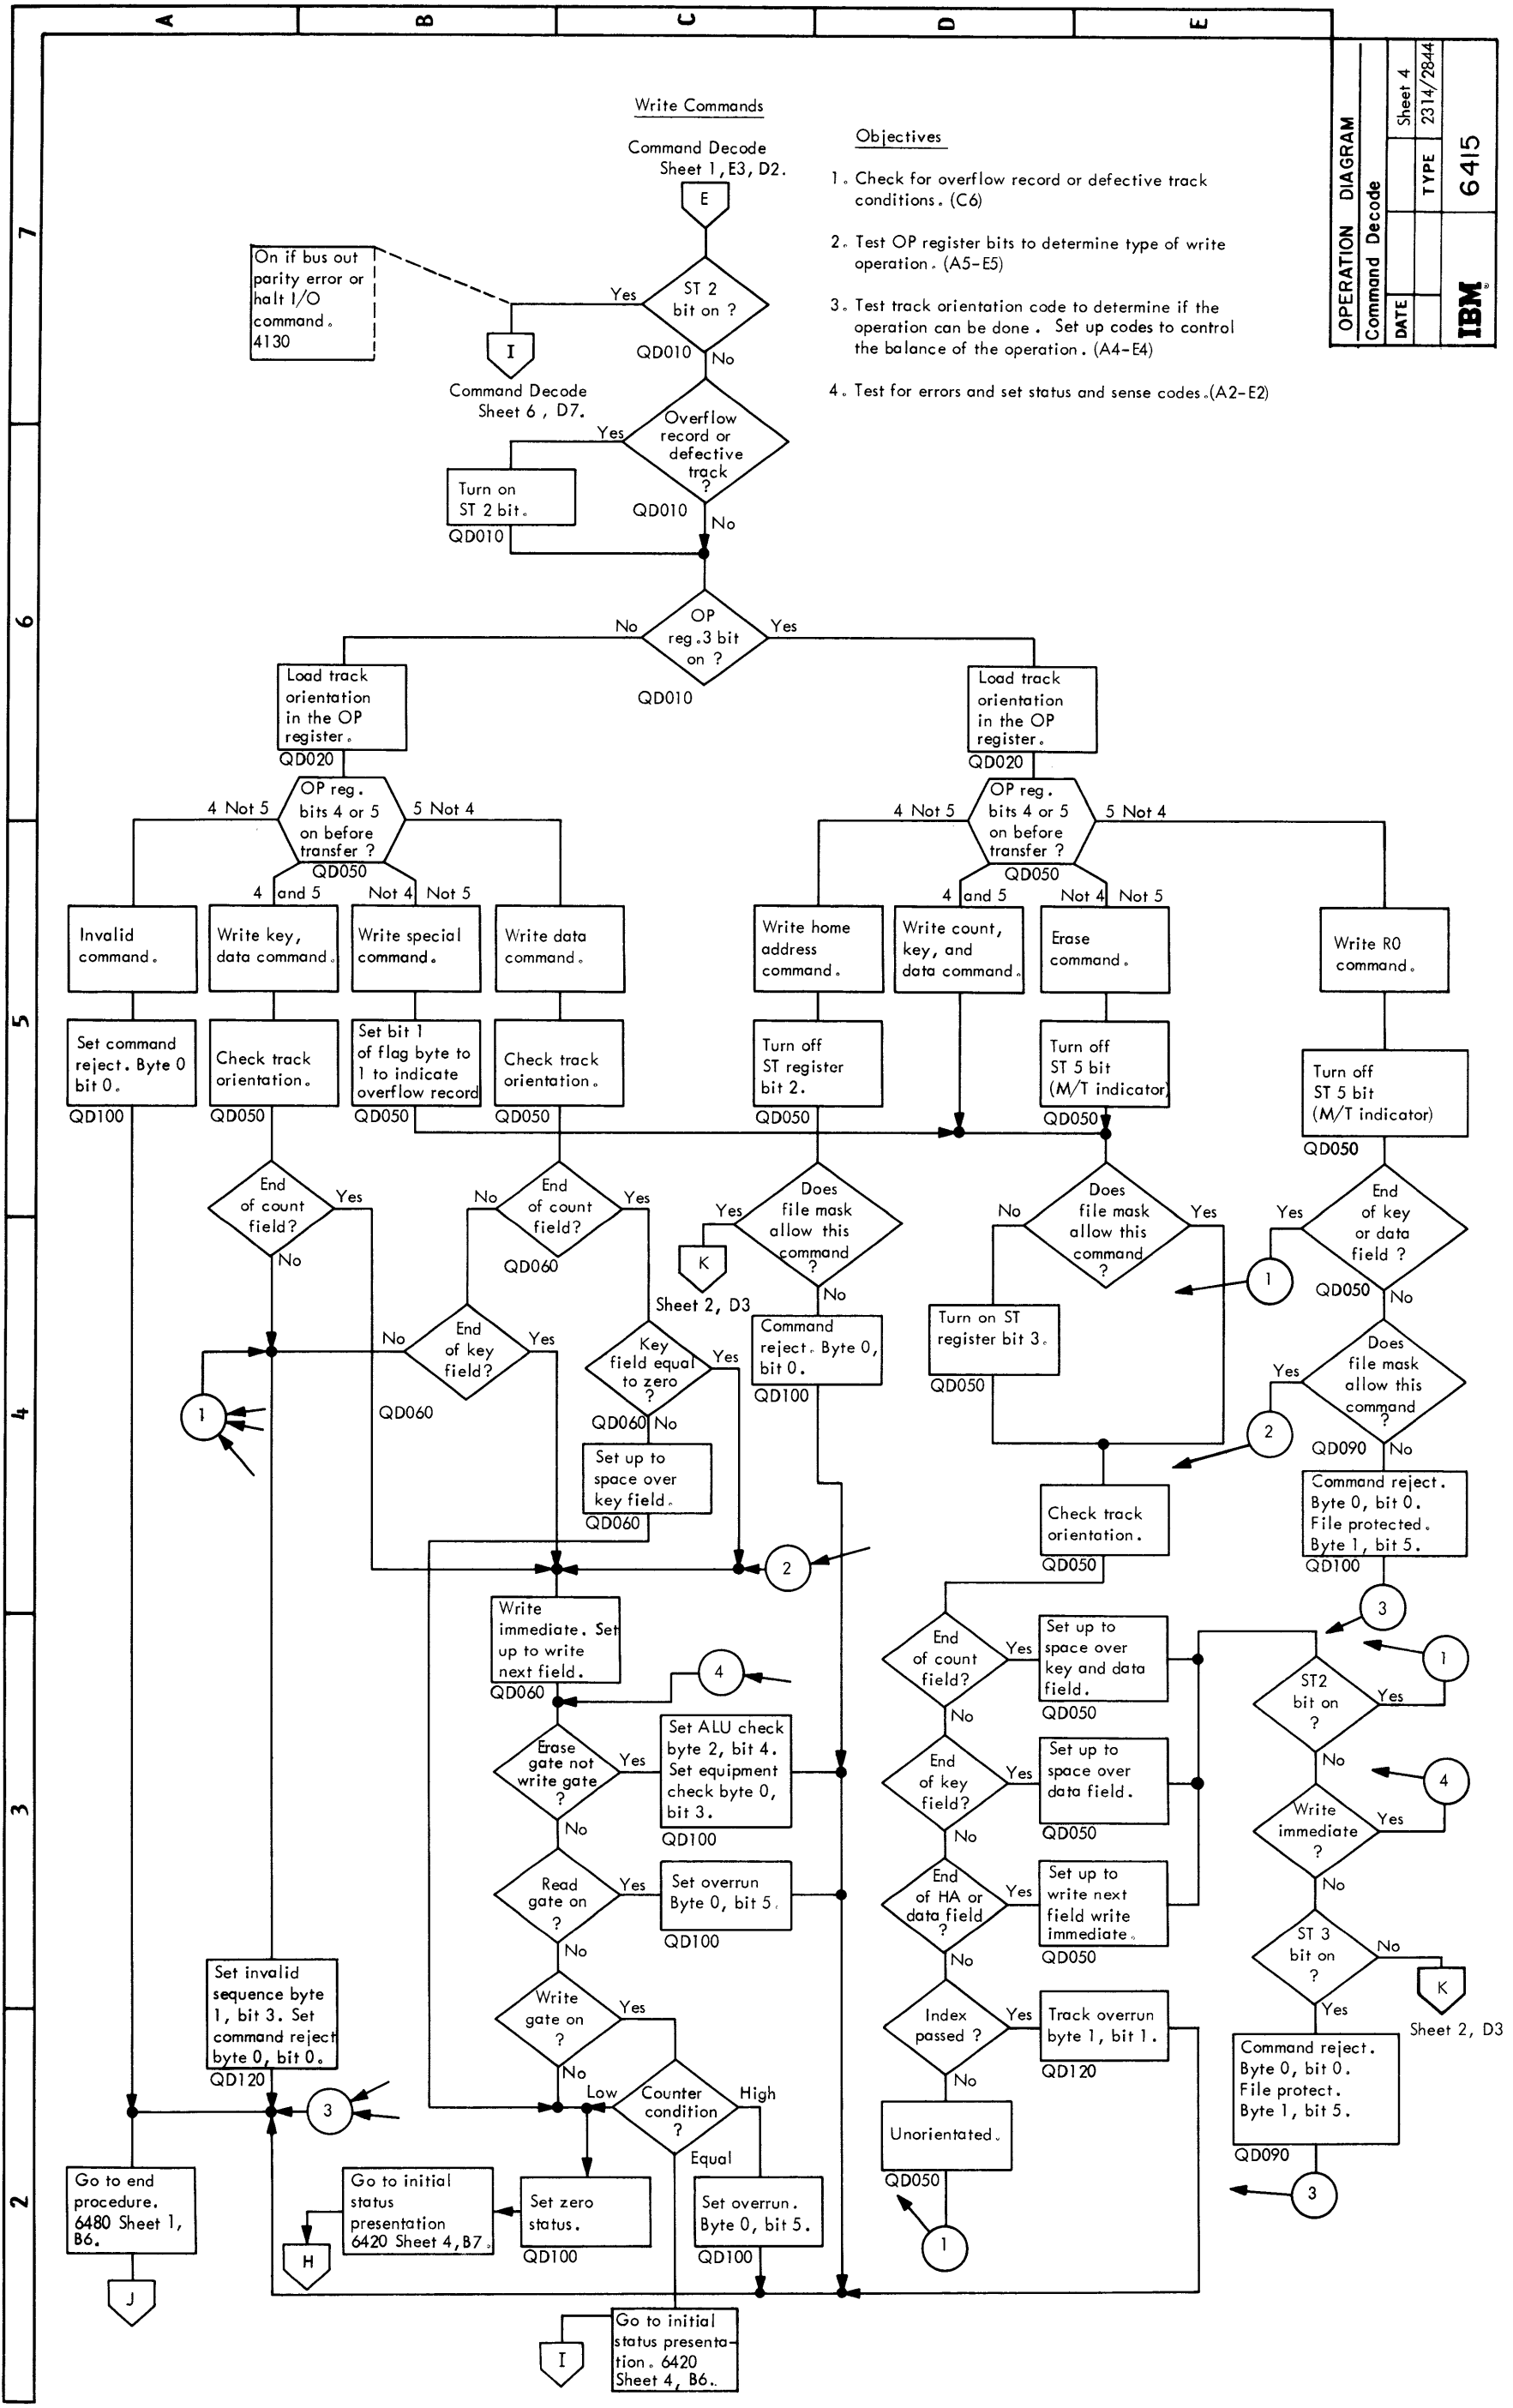 A
B
C
D
E
7
6
5
4
3
2
OPERATION DIAGRAM
Command Decode
DATE
Sheet 4
TYPE
2314/2844
IBM®
6415
Write Commands
Command Decode
Sheet 1, E3, D2.
E
Objectives
1. Check for overflow record or defective track
conditions. (C6)
2. Test OP register bits to determine type of write
operation. (A5-E5)
3. Test track orientation code to determine if the
operation can be done. Set up codes to control
the balance of the operation. (A4-E4)
4. Test for errors and set status and sense codes.(A2-E2)
On if bus out
parity error or
halt I/O
command.
4130
Yes
ST 2
bit on ?
QD010
No
I
Command Decode
Sheet 6, D7.
Yes
Overflow
record or
defective
track
?
QD010
No
Turn on
ST 2 bit.
QD010
No
OP
reg.3 bit
on ?
Yes
QD010
Load track
orientation
in the OP
register.
QD020
Load track
orientation
in the OP
register.
QD020
4 Not 5
OP reg.
bits 4 or 5
on before
transfer ?
5 Not 4
QD050
4 and 5
Not 4 Not 5
4 Not 5
OP reg.
bits 4 or 5
on before
transfer ?
5 Not 4
QD050
4 and 5
Not 4 Not 5
Invalid
command.
Write key,
data command.
Write special
command.
Write data
command.
Write home
address
command.
Write count,
key, and
data command.
Erase
command.
Write R0
command.
Set command
reject. Byte 0
bit 0.
QD100
Check track
orientation.
QD050
Set bit 1
of flag byte to
1 to indicate
overflow record
QD050
Check track
orientation.
QD050
Turn off
ST register
bit 2.
QD050
Turn off
ST 5 bit
(M/T indicator)
QD050
Turn off
ST 5 bit
(M/T indicator)
QD050
End
of count
field?
Yes
No
No
End
of count
field?
Yes
QD060
Yes
Does
file mask
allow this
command
?
No
K
Sheet 2, D3
No
Does
file mask
allow this
command
?
Yes
Yes
End
of key
or data
field ?
QD050
No
1
No
End
of key
field?
Yes
QD060
Key
field equal
to zero
?
Yes
QD060
No
Command
reject. Byte 0,
bit 0.
QD100
Turn on ST
register bit 3.
QD050
Yes
Does
file mask
allow this
command
?
QD090
No
2
1
Set up to
space over
key field.
QD060
Check track
orientation.
QD050
Command reject.
Byte 0, bit 0.
File protected.
Byte 1, bit 5.
QD100
3
2
Write
immediate. Set
up to write
next field.
QD060
4
End
of count
field?
Yes
No
Set up to
space over
key and data
field.
QD050
ST2
bit on
?
Yes
No
1
Erase
gate not
write gate
?
Yes
No
Set ALU check
byte 2, bit 4.
Set equipment
check byte 0,
bit 3.
QD100
End
of key
field?
Yes
No
Set up to
space over
data field.
QD050
Write
immediate
?
Yes
No
4
Read
gate on
?
Yes
No
Set overrun
Byte 0, bit 5.
QD100
End
of HA or
data field
?
Yes
No
Set up to
write next
field write
immediate.
QD050
ST 3
bit on
?
No
Yes
K
Sheet 2, D3
Set invalid
sequence byte
1, bit 3. Set
command reject
byte 0, bit 0.
QD120
Write
gate on
?
Yes
No
Index
passed ?
Yes
No
Track overrun
byte 1, bit 1.
QD120
Command reject.
Byte 0, bit 0.
File protect.
Byte 1, bit 5.
QD090
3
3
Low
Counter
condition
?
High
Equal
Unorientated.
QD050
1
Go to end
procedure.
6480 Sheet 1,
B6.
J
Go to initial
status
presentation
6420 Sheet 4, B7.
H
Set zero
status.
QD100
Set overrun.
Byte 0, bit 5.
QD100
Go to initial
status presenta-
tion. 6420
Sheet 4, B6.
I